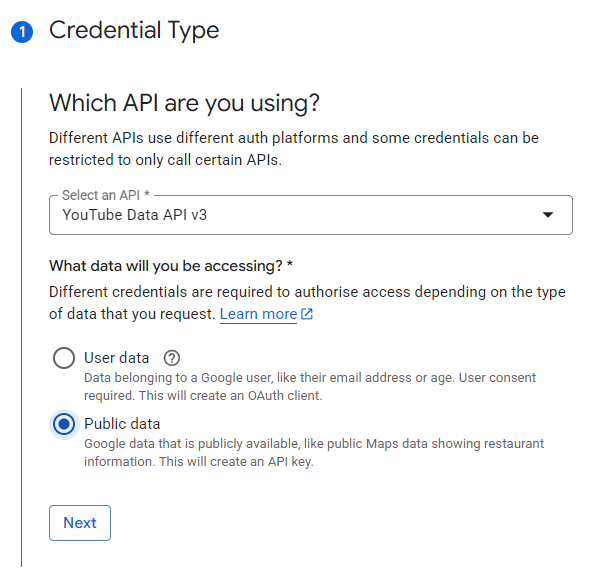 1 Credential Type
Which API are you using?
Different APIs use different auth platforms and some credentials can be
restricted to only call certain APIs.
Select an API *
YouTube Data API v3
What data will you be accessing? *
Different credentials are required to authorise access depending on the type
of data that you request. Learn more
User data ?
Data belonging to a Google user, like their email address or age. User consent
required. This will create an OAuth client.
Public data
Google data that is publicly available, like public Maps data showing restaurant
information. This will create an API key.
Next